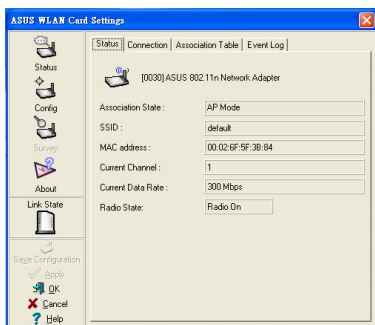 ASUS WLAN Card Settings
Status
Config
Survey
About
Link State
Save Configuration
Apply
OK
Cancel
Help
Status Connection Association Table Event Log
[0030] ASUS 802.11n Network Adapter
Association State : AP Mode
SSID : default
MAC address : 00:02:6F:5F:3B:84
Current Channel : 1
Current Data Rate : 300 Mbps
Radio State: Radio On